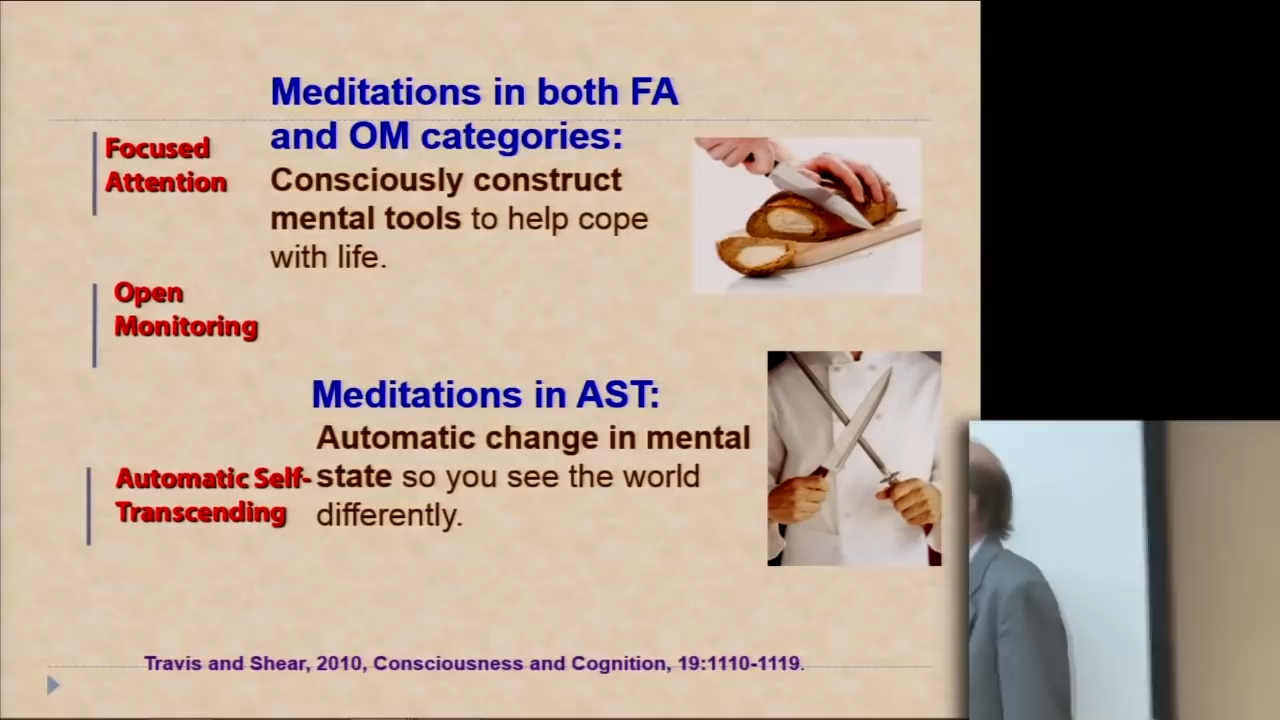 Meditations in both FA
and OM categories:
Focused
Attention
Consciously construct
mental tools to help cope
with life.
Open
Monitoring
Meditations in AST:
Automatic change in mental
state so you see the world
differently.
Automatic Self-
Transcending
Travis and Shear, 2010, Consciousness and Cognition, 19:1110-1119.